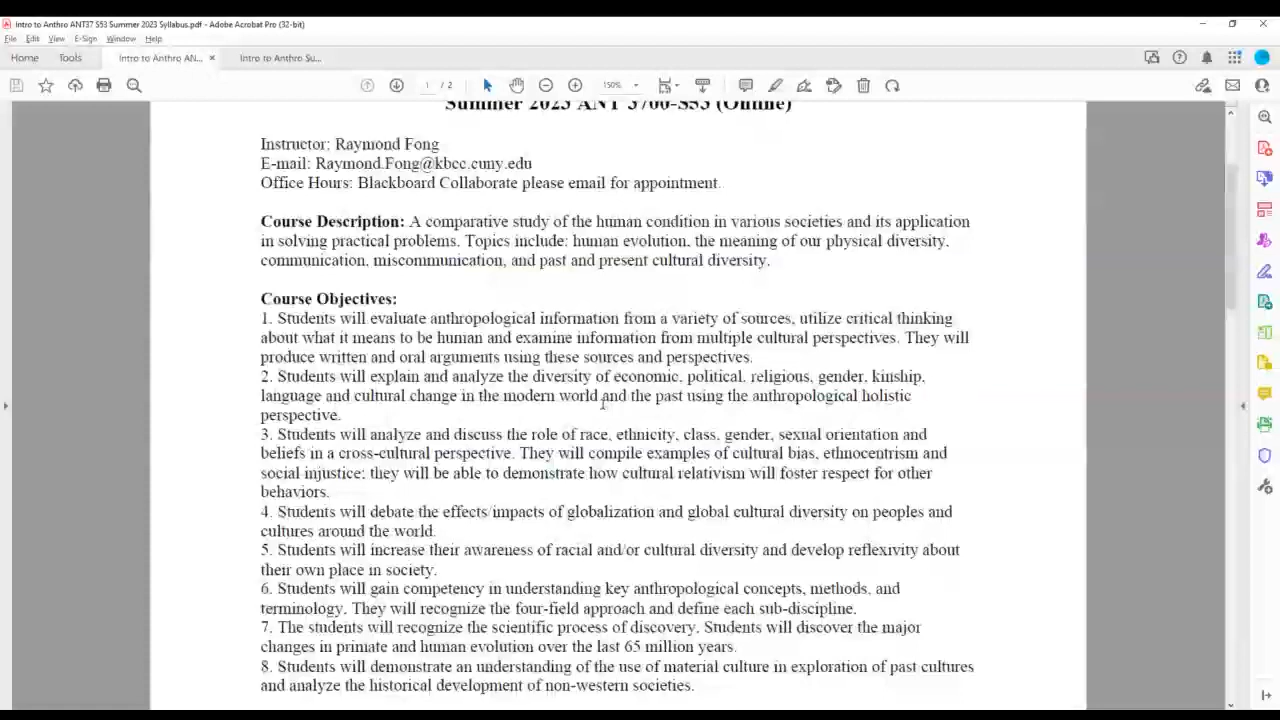 Intro to Anthro ANT37 S53 Summer 2023 Syllabus.pdf - Adobe Acrobat Pro (32-bit)
File Edit View E-Sign Window Help
Home Tools Intro to Anthro AN... × Intro to Anthro Su...
1 / 2 150%
Summer 2023 ANT 3700-S53 (Online)
Instructor: Raymond Fong
E-mail: Raymond.Fong@kbcc.cuny.edu
Office Hours: Blackboard Collaborate please email for appointment.
Course Description: A comparative study of the human condition in various societies and its application
in solving practical problems. Topics include: human evolution, the meaning of our physical diversity,
communication, miscommunication, and past and present cultural diversity.
Course Objectives:
1. Students will evaluate anthropological information from a variety of sources, utilize critical thinking
about what it means to be human and examine information from multiple cultural perspectives. They will
produce written and oral arguments using these sources and perspectives.
2. Students will explain and analyze the diversity of economic, political, religious, gender, kinship,
language and cultural change in the modern world and the past using the anthropological holistic
perspective.
3. Students will analyze and discuss the role of race, ethnicity, class, gender, sexual orientation and
beliefs in a cross-cultural perspective. They will compile examples of cultural bias, ethnocentrism and
social injustice; they will be able to demonstrate how cultural relativism will foster respect for other
behaviors.
4. Students will debate the effects/impacts of globalization and global cultural diversity on peoples and
cultures around the world.
5. Students will increase their awareness of racial and/or cultural diversity and develop reflexivity about
their own place in society.
6. Students will gain competency in understanding key anthropological concepts, methods, and
terminology. They will recognize the four-field approach and define each sub-discipline.
7. The students will recognize the scientific process of discovery. Students will discover the major
changes in primate and human evolution over the last 65 million years.
8. Students will demonstrate an understanding of the use of material culture in exploration of past cultures
and analyze the historical development of non-western societies.